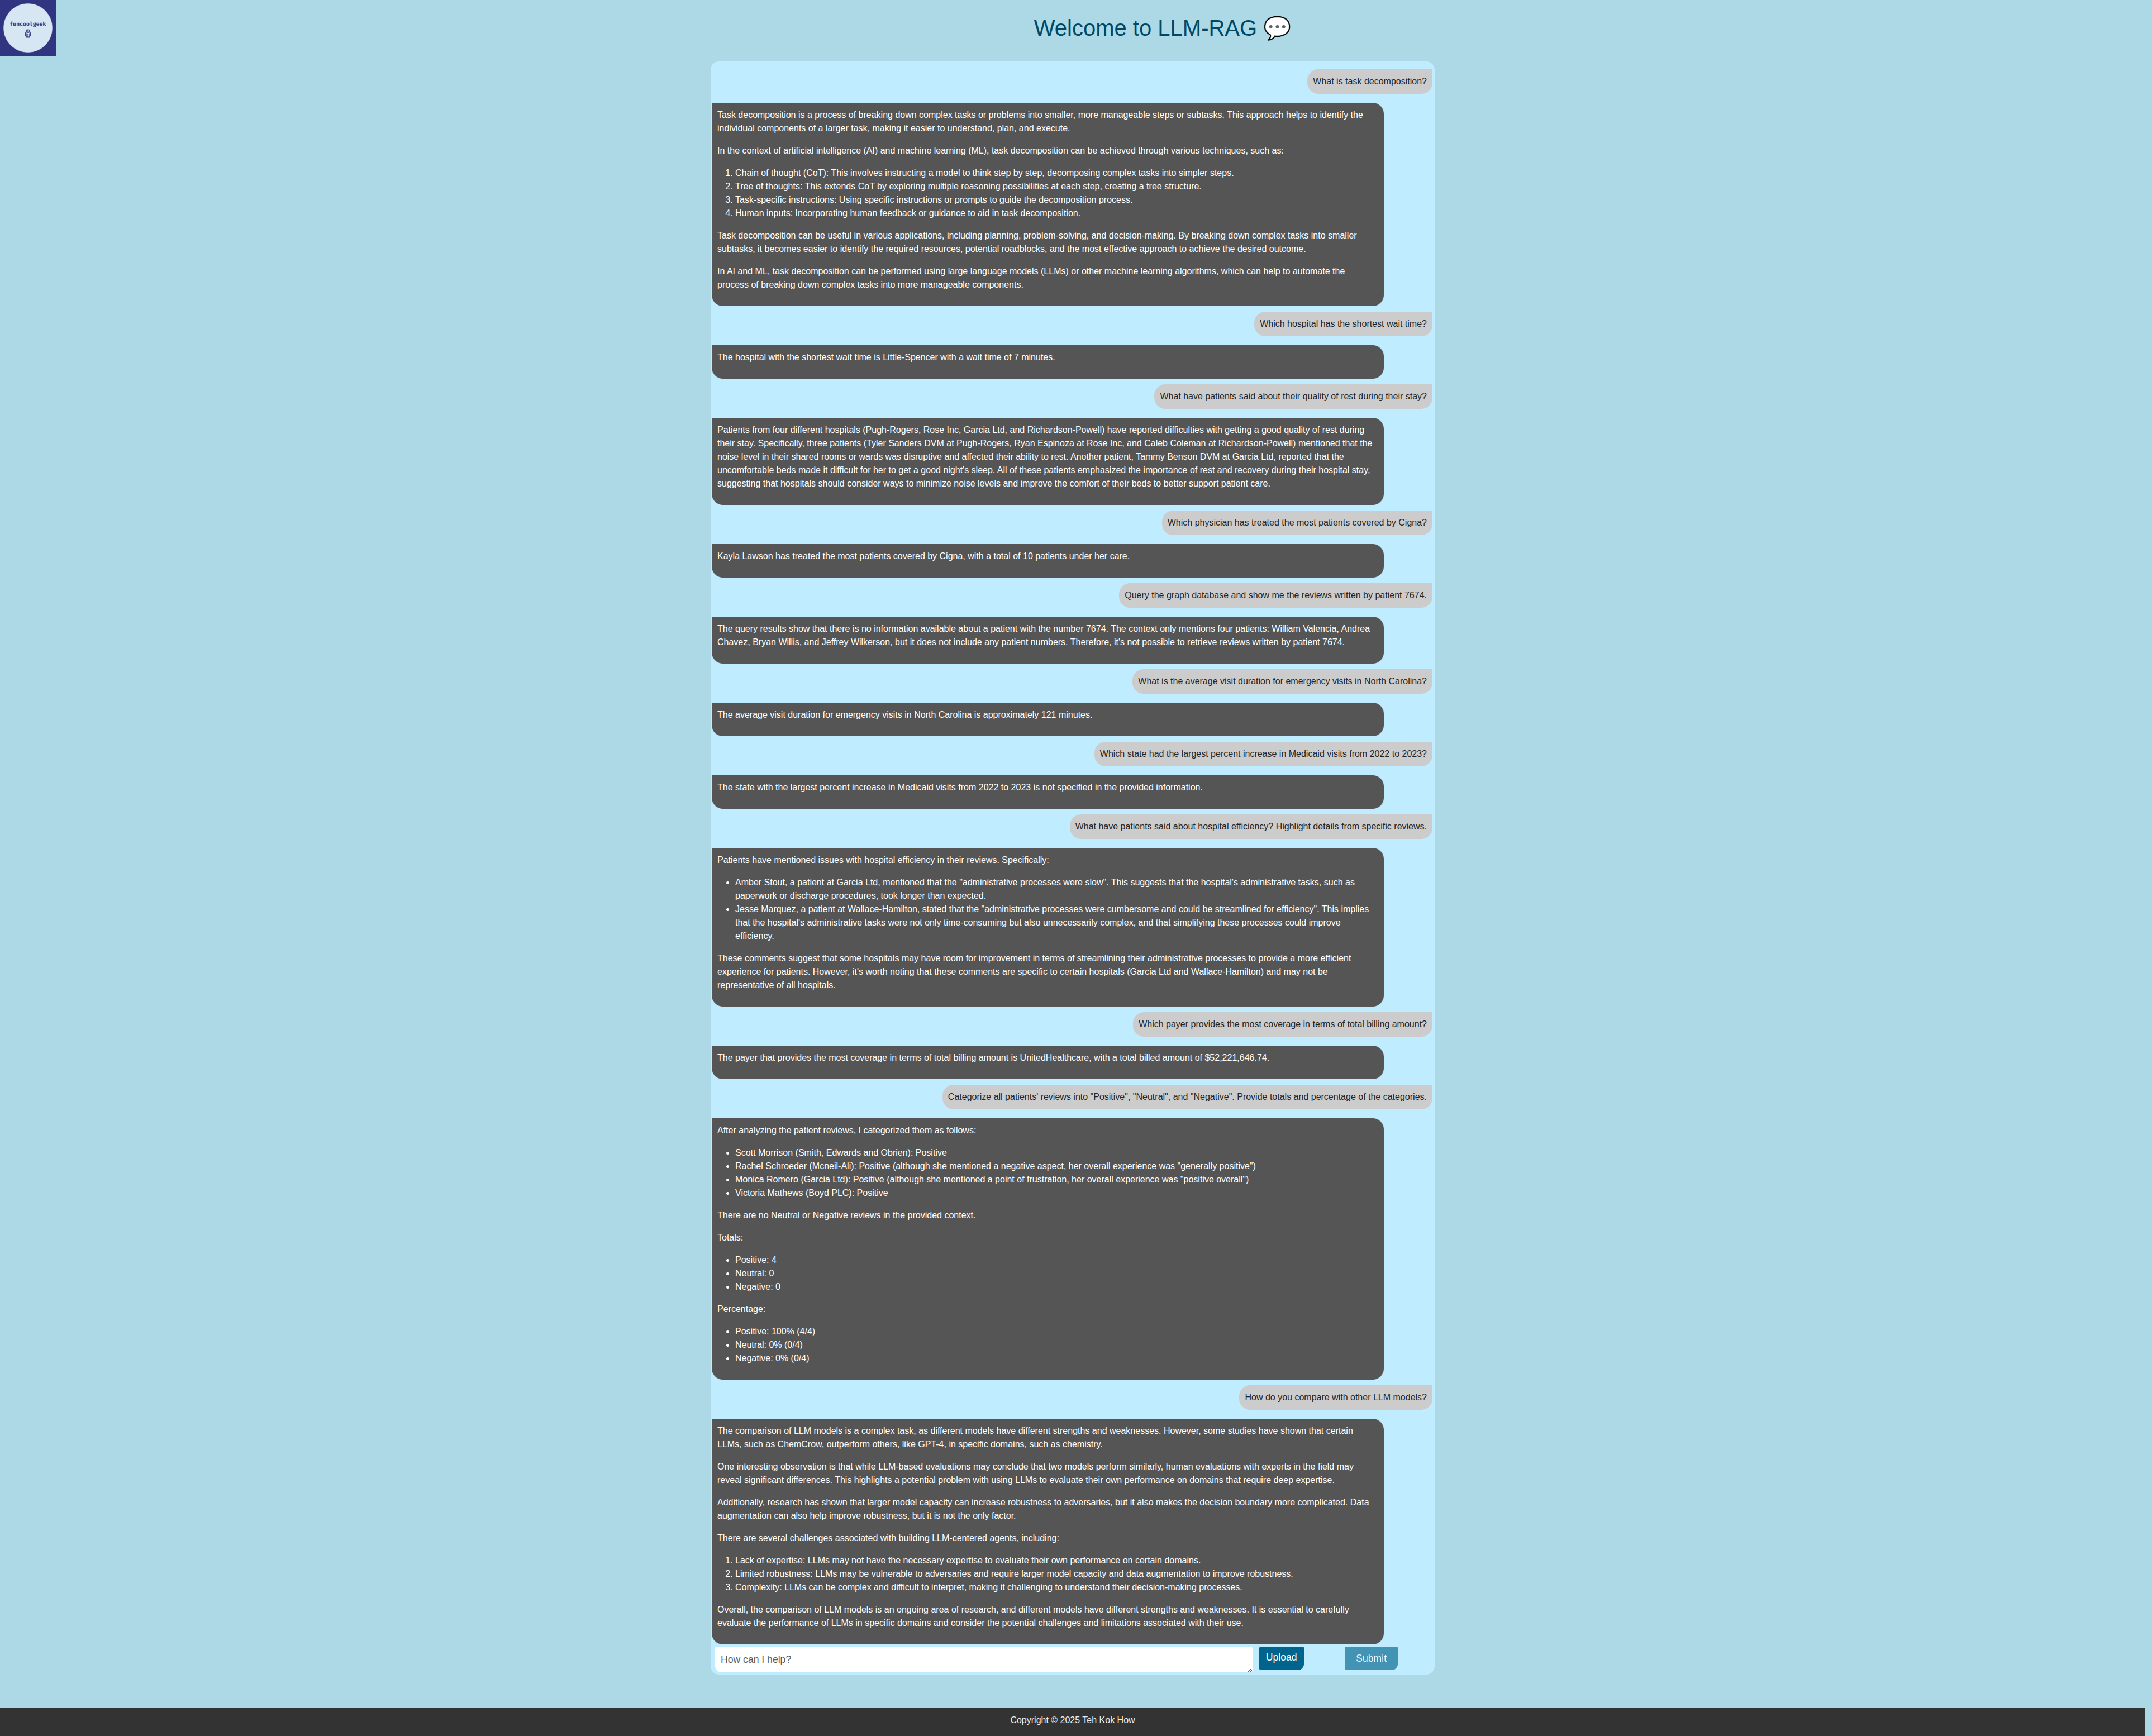 funcoolgeek
Welcome to LLM-RAG 💬
What is task decomposition?
Task decomposition is a process of breaking down complex tasks or problems into smaller, more manageable steps or subtasks. This approach helps to identify the
individual components of a larger task, making it easier to understand, plan, and execute.
In the context of artificial intelligence (AI) and machine learning (ML), task decomposition can be achieved through various techniques, such as:
1. Chain of thought (CoT): This involves instructing a model to think step by step, decomposing complex tasks into simpler steps.
2. Tree of thoughts: This extends CoT by exploring multiple reasoning possibilities at each step, creating a tree structure.
3. Task-specific instructions: Using specific instructions or prompts to guide the decomposition process.
4. Human inputs: Incorporating human feedback or guidance to aid in task decomposition.
Task decomposition can be useful in various applications, including planning, problem-solving, and decision-making. By breaking down complex tasks into smaller
subtasks, it becomes easier to identify the required resources, potential roadblocks, and the most effective approach to achieve the desired outcome.
In AI and ML, task decomposition can be performed using large language models (LLMs) or other machine learning algorithms, which can help to automate the
process of breaking down complex tasks into more manageable components.
Which hospital has the shortest wait time?
The hospital with the shortest wait time is Little-Spencer with a wait time of 7 minutes.
What have patients said about their quality of rest during their stay?
Patients from four different hospitals (Pugh-Rogers, Rose Inc, Garcia Ltd, and Richardson-Powell) have reported difficulties with getting a good quality of rest during
their stay. Specifically, three patients (Tyler Sanders DVM at Pugh-Rogers, Ryan Espinoza at Rose Inc, and Caleb Coleman at Richardson-Powell) mentioned that the
noise level in their shared rooms or wards was disruptive and affected their ability to rest. Another patient, Tammy Benson DVM at Garcia Ltd, reported that the
uncomfortable beds made it difficult for her to get a good night's sleep. All of these patients emphasized the importance of rest and recovery during their hospital stay,
suggesting that hospitals should consider ways to minimize noise levels and improve the comfort of their beds to better support patient care.
Which physician has treated the most patients covered by Cigna?
Kayla Lawson has treated the most patients covered by Cigna, with a total of 10 patients under her care.
Query the graph database and show me the reviews written by patient 7674.
The query results show that there is no information available about a patient with the number 7674. The context only mentions four patients: William Valencia, Andrea
Chavez, Bryan Willis, and Jeffrey Wilkerson, but it does not include any patient numbers. Therefore, it's not possible to retrieve reviews written by patient 7674.
What is the average visit duration for emergency visits in North Carolina?
The average visit duration for emergency visits in North Carolina is approximately 121 minutes.
Which state had the largest percent increase in Medicaid visits from 2022 to 2023?
The state with the largest percent increase in Medicaid visits from 2022 to 2023 is not specified in the provided information.
What have patients said about hospital efficiency? Highlight details from specific reviews.
Patients have mentioned issues with hospital efficiency in their reviews. Specifically:
• Amber Stout, a patient at Garcia Ltd, mentioned that the "administrative processes were slow". This suggests that the hospital's administrative tasks, such as
paperwork or discharge procedures, took longer than expected.
• Jesse Marquez, a patient at Wallace-Hamilton, stated that the "administrative processes were cumbersome and could be streamlined for efficiency". This implies
that the hospital's administrative tasks were not only time-consuming but also unnecessarily complex, and that simplifying these processes could improve
efficiency.
These comments suggest that some hospitals may have room for improvement in terms of streamlining their administrative processes to provide a more efficient
experience for patients. However, it's worth noting that these comments are specific to certain hospitals (Garcia Ltd and Wallace-Hamilton) and may not be
representative of all hospitals.
Which payer provides the most coverage in terms of total billing amount?
The payer that provides the most coverage in terms of total billing amount is UnitedHealthcare, with a total billed amount of $52,221,646.74.
Categorize all patients' reviews into "Positive", "Neutral", and "Negative". Provide totals and percentage of the categories.
After analyzing the patient reviews, I categorized them as follows:
• Scott Morrison (Smith, Edwards and Obrien): Positive
• Rachel Schroeder (Mcneil-Ali): Positive (although she mentioned a negative aspect, her overall experience was "generally positive")
• Monica Romero (Garcia Ltd): Positive (although she mentioned a point of frustration, her overall experience was "positive overall")
• Victoria Mathews (Boyd PLC): Positive
There are no Neutral or Negative reviews in the provided context.
Totals:
• Positive: 4
• Neutral: 0
• Negative: 0
Percentage:
• Positive: 100% (4/4)
• Neutral: 0% (0/4)
• Negative: 0% (0/4)
How do you compare with other LLM models?
The comparison of LLM models is a complex task, as different models have different strengths and weaknesses. However, some studies have shown that certain
LLMs, such as ChemCrow, outperform others, like GPT-4, in specific domains, such as chemistry.
One interesting observation is that while LLM-based evaluations may conclude that two models perform similarly, human evaluations with experts in the field may
reveal significant differences. This highlights a potential problem with using LLMs to evaluate their own performance on domains that require deep expertise.
Additionally, research has shown that larger model capacity can increase robustness to adversaries, but it also makes the decision boundary more complicated. Data
augmentation can also help improve robustness, but it is not the only factor.
There are several challenges associated with building LLM-centered agents, including:
1. Lack of expertise: LLMs may not have the necessary expertise to evaluate their own performance on certain domains.
2. Limited robustness: LLMs may be vulnerable to adversaries and require larger model capacity and data augmentation to improve robustness.
3. Complexity: LLMs can be complex and difficult to interpret, making it challenging to understand their decision-making processes.
Overall, the comparison of LLM models is an ongoing area of research, and different models have different strengths and weaknesses. It is essential to carefully
evaluate the performance of LLMs in specific domains and consider the potential challenges and limitations associated with their use.
How can I help?
Upload
Submit
Copyright © 2025 Teh Kok How